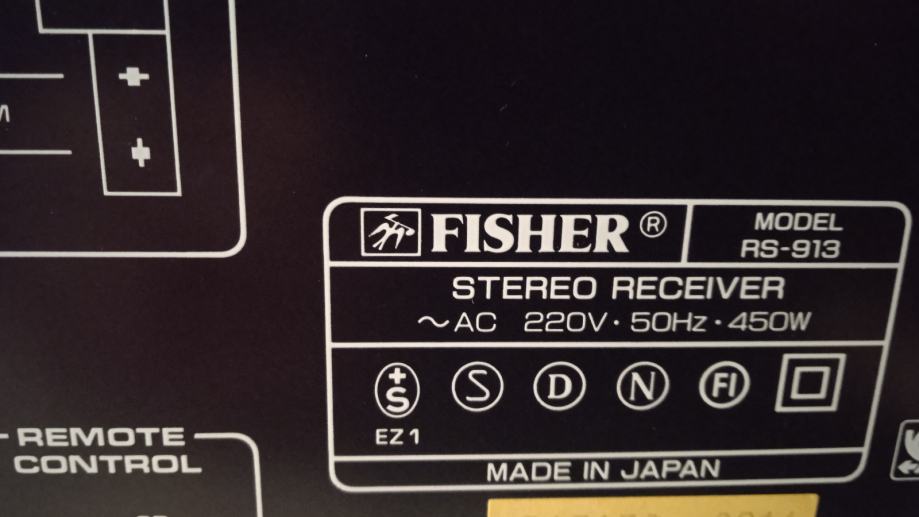 FISHER®
MODEL
RS-913
STEREO RECEIVER
~AC 220V·50Hz·450W
+S S D N FI
EZ1
MADE IN JAPAN
REMOTE
CONTROL